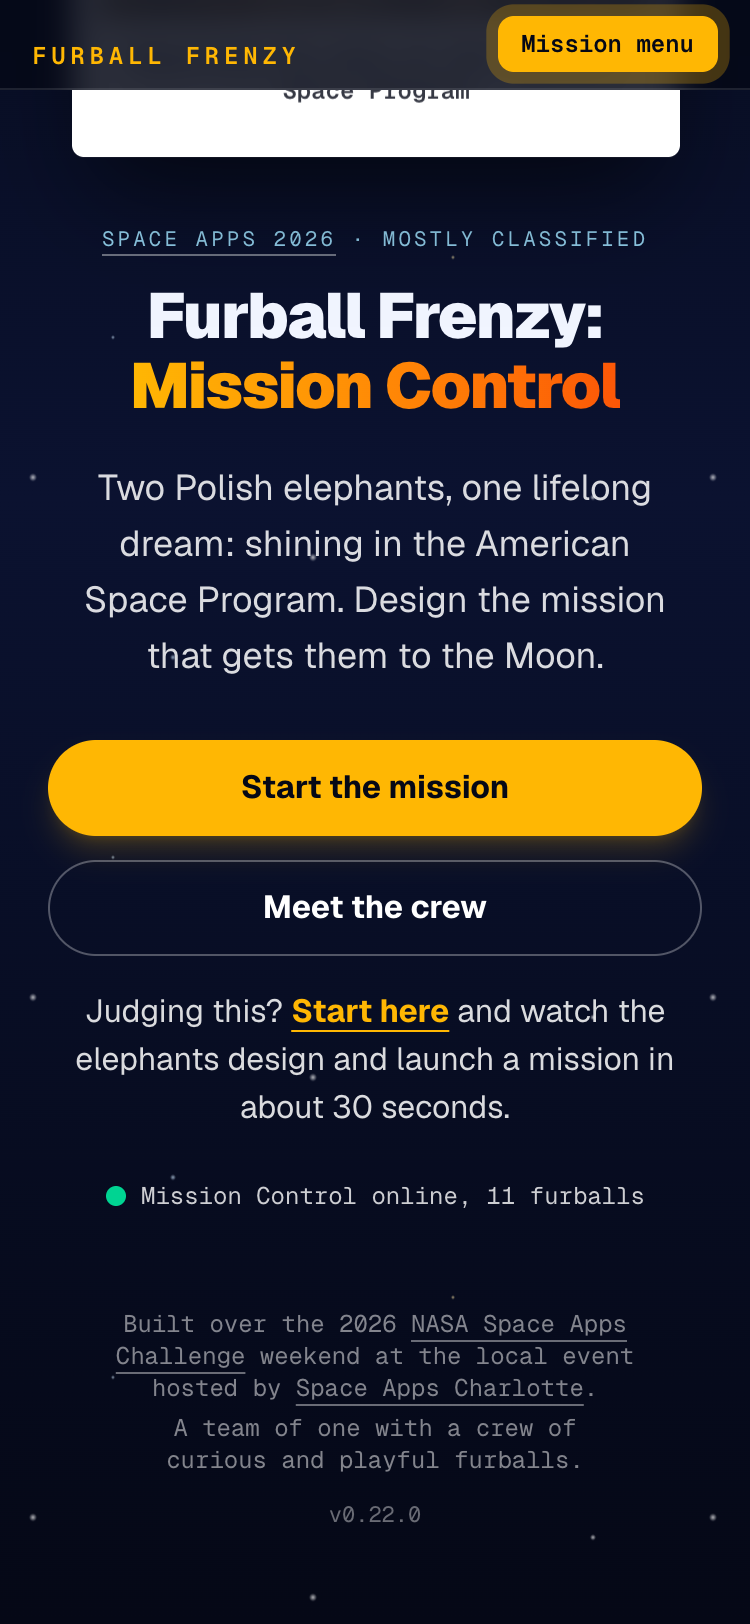 FURBALL FRENZY
Mission menu
Space Program
SPACE APPS 2026 · MOSTLY CLASSIFIED
Furball Frenzy:
Mission Control
Two Polish elephants, one lifelong
dream: shining in the American
Space Program. Design the mission
that gets them to the Moon.
Start the mission
Meet the crew
Judging this? Start here and watch the
elephants design and launch a mission in
about 30 seconds.
Mission Control online, 11 furballs
Built over the 2026 NASA Space Apps
Challenge weekend at the local event
hosted by Space Apps Charlotte.
A team of one with a crew of
curious and playful furballs.
v0.22.0